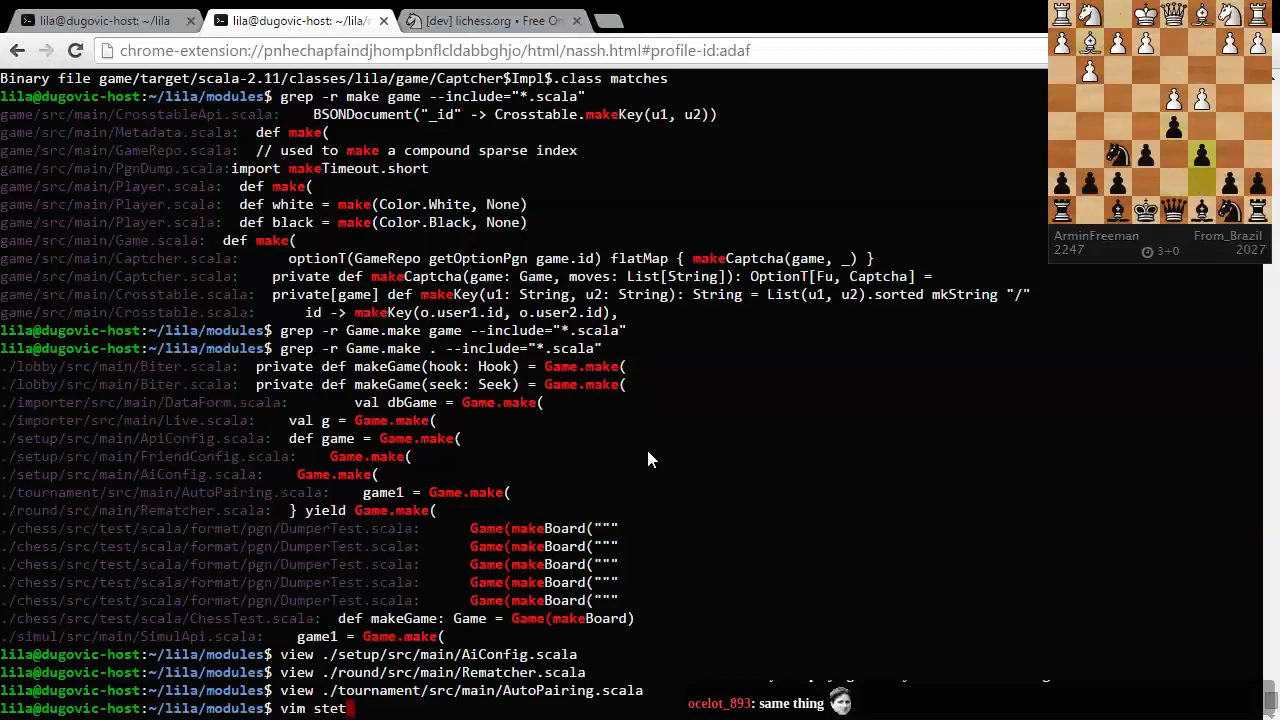 lila@dugovic-host: ~/lila
lila@dugovic-host: ~/lila/m
[dev] lichess.org • Free On
chrome-extension://pnhechapfaindjhompbnflcldabbghjo/html/nassh.html#profile-id:adaf
Binary file game/target/scala-2.11/classes/lila/game/Captcher$Impl$.class matches
lila@dugovic-host:~/lila/modules$ grep -r make game --include="*.scala"
game/src/main/CrosstableApi.scala:      BSONDocument("_id" -> Crosstable.makeKey(u1, u2))
game/src/main/Metadata.scala:  def make(
game/src/main/GameRepo.scala:  // used to make a compound sparse index
game/src/main/PgnDump.scala:import makeTimeout.short
game/src/main/Player.scala:  def make(
game/src/main/Player.scala:  def white = make(Color.White, None)
game/src/main/Player.scala:  def black = make(Color.Black, None)
game/src/main/Game.scala:  def make(
game/src/main/Captcher.scala:      optionT(GameRepo getOptionPgn game.id) flatMap { makeCaptcha(game, _) }
game/src/main/Captcher.scala:    private def makeCaptcha(game: Game, moves: List[String]): OptionT[Fu, Captcha] =
game/src/main/Crosstable.scala:  private[game] def makeKey(u1: String, u2: String): String = List(u1, u2).sorted mkString "/"
game/src/main/Crosstable.scala:      id -> makeKey(o.user1.id, o.user2.id),
lila@dugovic-host:~/lila/modules$ grep -r Game.make game --include="*.scala"
lila@dugovic-host:~/lila/modules$ grep -r Game.make . --include="*.scala"
./lobby/src/main/Biter.scala:  private def makeGame(hook: Hook) = Game.make(
./lobby/src/main/Biter.scala:  private def makeGame(seek: Seek) = Game.make(
./importer/src/main/DataForm.scala:        val dbGame = Game.make(
./importer/src/main/Live.scala:    val g = Game.make(
./setup/src/main/ApiConfig.scala:  def game = Game.make(
./setup/src/main/FriendConfig.scala:    Game.make(
./setup/src/main/AiConfig.scala:    Game.make(
./tournament/src/main/AutoPairing.scala:    game1 = Game.make(
./round/src/main/Rematcher.scala:  } yield Game.make(
./chess/src/test/scala/format/pgn/DumperTest.scala:      Game(makeBoard("""
./chess/src/test/scala/format/pgn/DumperTest.scala:      Game(makeBoard("""
./chess/src/test/scala/format/pgn/DumperTest.scala:      Game(makeBoard("""
./chess/src/test/scala/format/pgn/DumperTest.scala:      Game(makeBoard("""
./chess/src/test/scala/format/pgn/DumperTest.scala:      Game(makeBoard("""
./chess/src/test/scala/ChessTest.scala:  def makeGame: Game = Game(makeBoard)
./simul/src/main/SimulApi.scala:    game1 = Game.make(
lila@dugovic-host:~/lila/modules$ view ./setup/src/main/AiConfig.scala
lila@dugovic-host:~/lila/modules$ view ./round/src/main/Rematcher.scala
lila@dugovic-host:~/lila/modules$ view ./tournament/src/main/AutoPairing.scala
lila@dugovic-host:~/lila/modules$ vim stet
ArminFreeman From_Brazil
2247 3+0 2027
ocelot_893: same thing